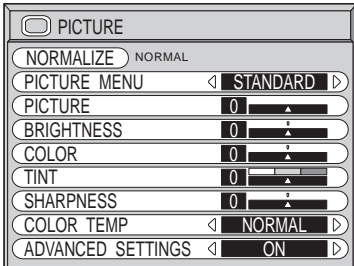 PICTURE
NORMALIZE NORMAL
PICTURE MENU STANDARD
PICTURE 0
BRIGHTNESS 0
COLOR 0
TINT 0
SHARPNESS 0
COLOR TEMP NORMAL
ADVANCED SETTINGS ON